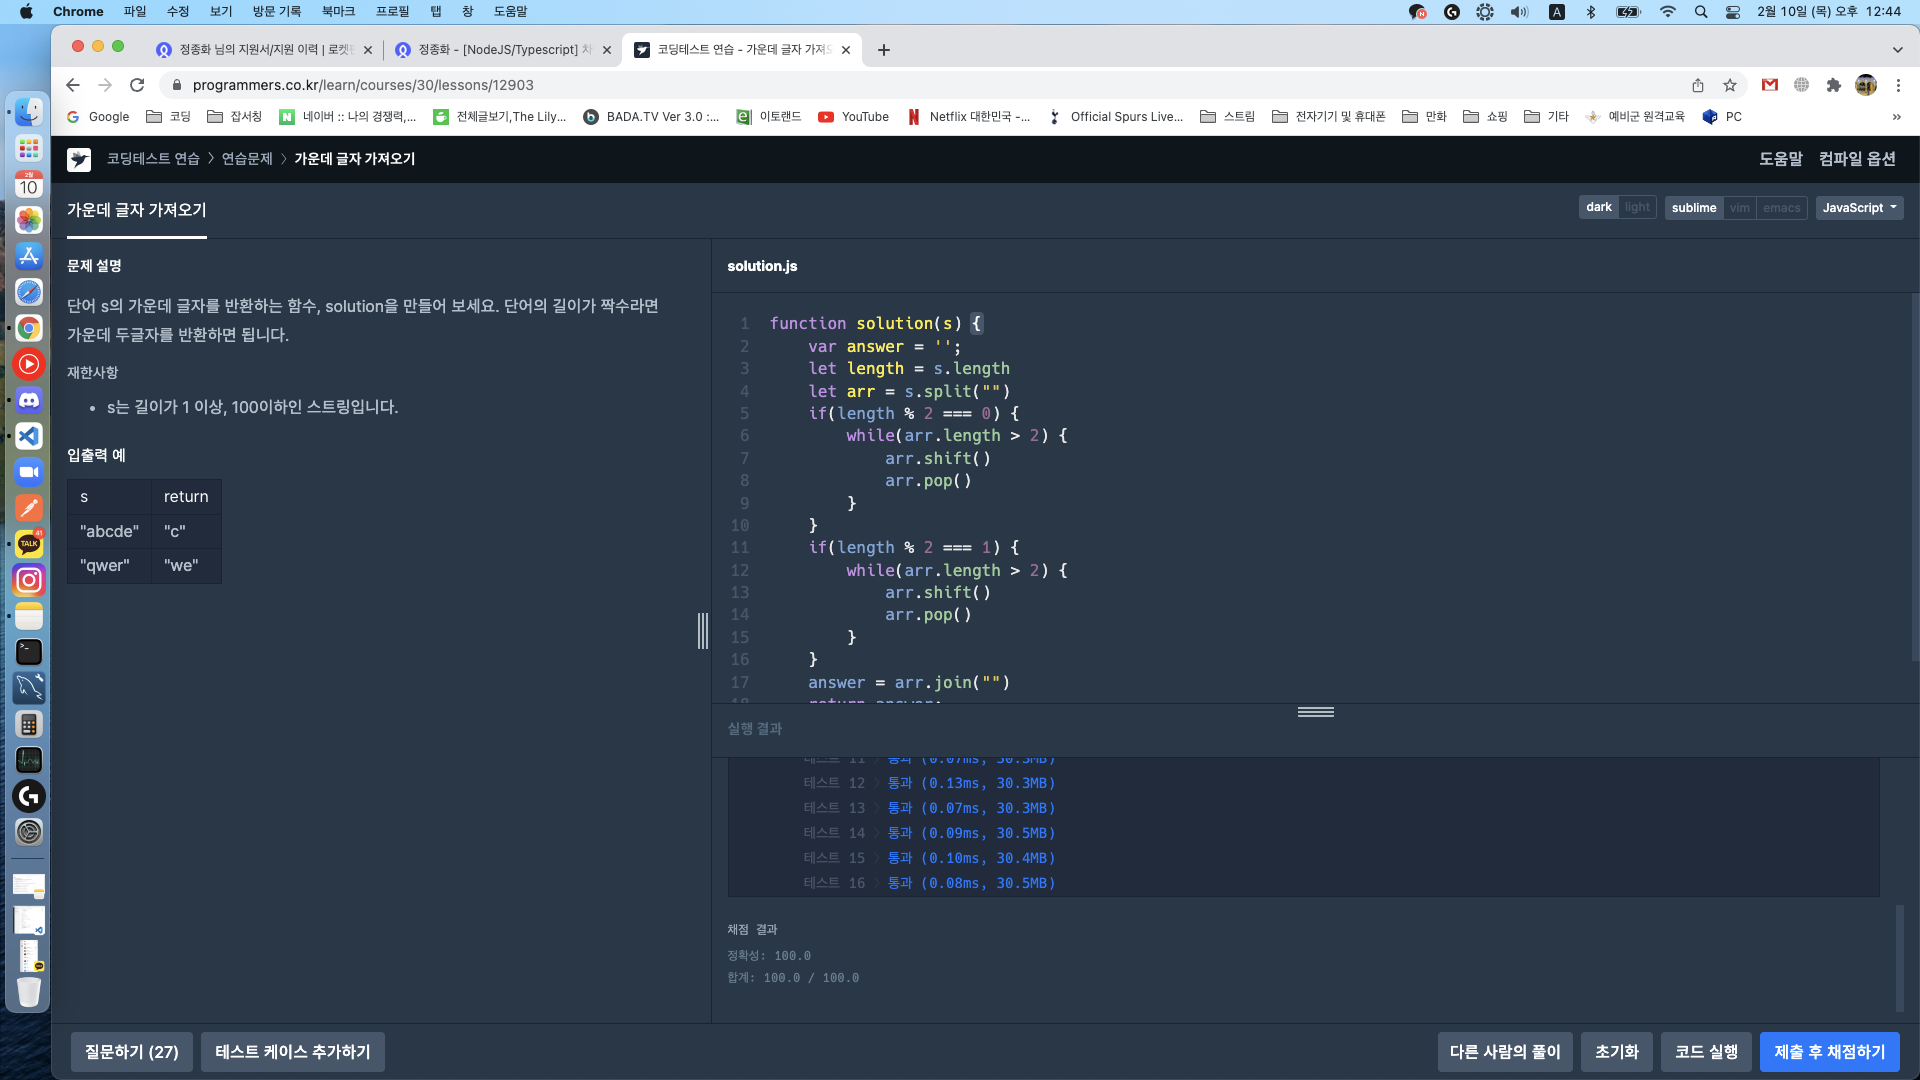 Chrome 파일 수정 보기 방문 기록 북마크 프로필 탭 창 도움말
A 2월 10일 (목) 오후 12:44
정종화 님의 지원서/지원 이력 | 로켓
정종화 - [NodeJS/Typescript]
코딩테스트 연습 - 가운데 글자 가져오
programmers.co.kr/learn/courses/30/lessons/12903
Google 코딩 잡서칭 네이버 :: 나의 경쟁력,... 전체글보기,The Lily... BADA.TV Ver 3.0 :... 이토랜드 YouTube Netflix 대한민국 -... Official Spurs Live... 스트림 전자기기 및 휴대폰 만화 쇼핑 기타 예비군 원격교육 PC »
코딩테스트 연습 > 연습문제 > 가운데 글자 가져오기
도움말 컴파일 옵션
가운데 글자 가져오기
dark light sublime vim emacs JavaScript
문제 설명
단어 s의 가운데 글자를 반환하는 함수, solution을 만들어 보세요. 단어의 길이가 짝수라면
가운데 두글자를 반환하면 됩니다.
재한사항
• s는 길이가 1 이상, 100이하인 스트링입니다.
입출력 예
s return
"abcde" "c"
"qwer" "we"
solution.js
1 function solution(s) {
2     var answer = '';
3     let length = s.length
4     let arr = s.split("")
5     if(length % 2 === 0) {
6         while(arr.length > 2) {
7             arr.shift()
8             arr.pop()
9         }
10     }
11     if(length % 2 === 1) {
12         while(arr.length > 2) {
13             arr.shift()
14             arr.pop()
15         }
16     }
17     answer = arr.join("")
18     return answer;
실행 결과
테스트 11 > 통과 (0.07ms, 30.3MB)
테스트 12 > 통과 (0.13ms, 30.3MB)
테스트 13 > 통과 (0.07ms, 30.3MB)
테스트 14 > 통과 (0.09ms, 30.5MB)
테스트 15 > 통과 (0.10ms, 30.4MB)
테스트 16 > 통과 (0.08ms, 30.5MB)
채점 결과
정확성: 100.0
합계: 100.0 / 100.0
질문하기 (27) 테스트 케이스 추가하기
다른 사람의 풀이 초기화 코드 실행 제출 후 채점하기
2월
10
TALK
41